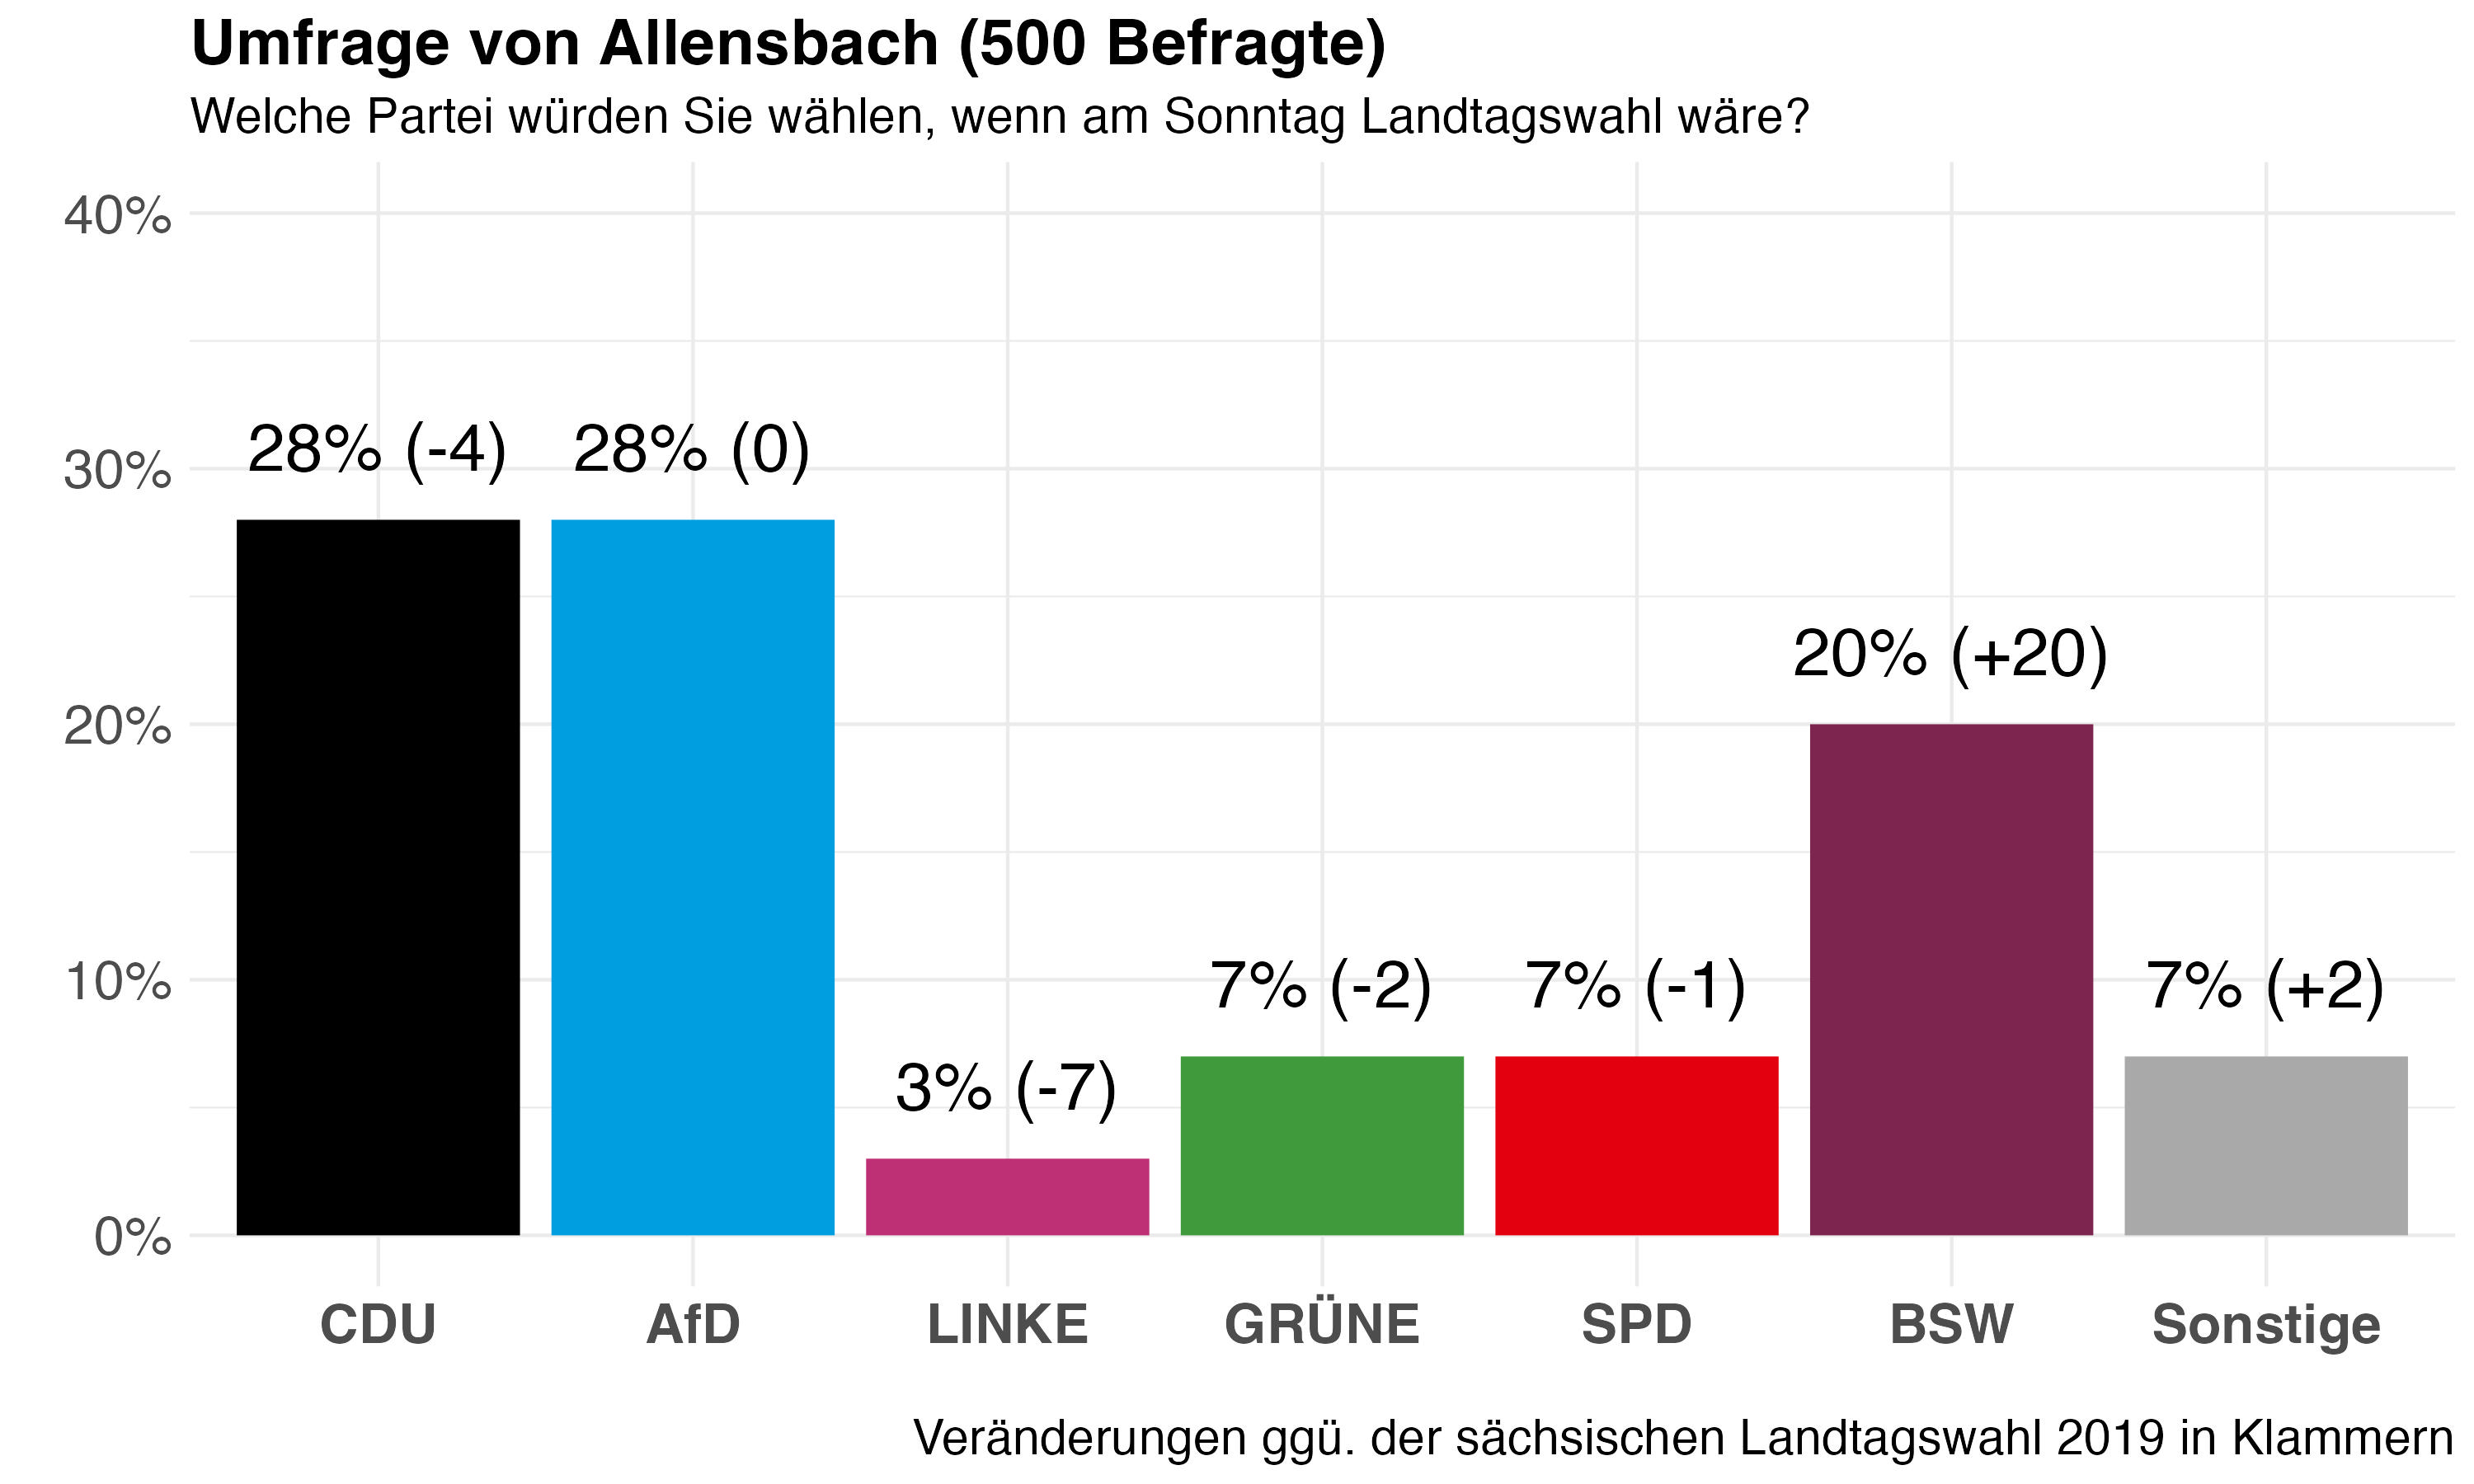 Umfrage von Allensbach (500 Befragte)
Welche Partei würden Sie wählen, wenn am Sonntag Landtagswahl wäre?
40%
30%
20%
10%
0%
28% (-4)
28% (0)
3% (-7)
7% (-2)
7% (-1)
20% (+20)
7% (+2)
CDU
AfD
LINKE
GRÜNE
SPD
BSW
Sonstige
Veränderungen ggü. der sächsischen Landtagswahl 2019 in Klammern